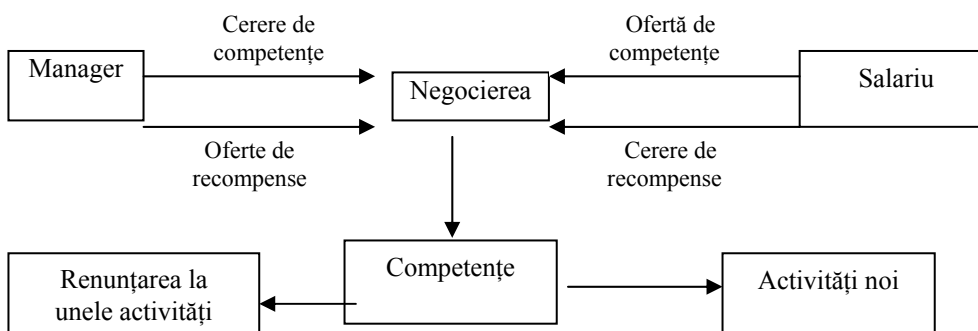 Cerere de
competențe
Ofertă de
competențe
Manager
Negocierea
Salariu
Oferte de
recompense
Cerere de
recompense
Renunțarea la
unele activități
Competențe
Activități noi